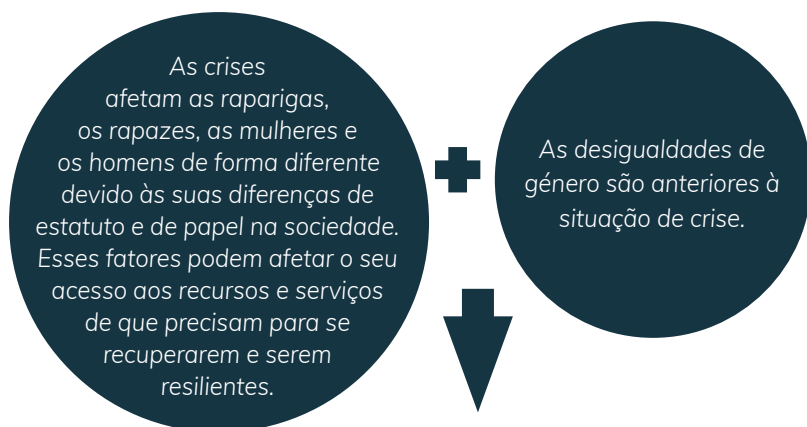 As crises
afetam as raparigas,
os rapazes, as mulheres e
os homens de forma diferente
devido às suas diferenças de
estatuto e de papel na sociedade.
Esses fatores podem afetar o seu
acesso aos recursos e serviços
de que precisam para se
recuperarem e serem
resilientes.
As desigualdades de
género são anteriores à
situação de crise.